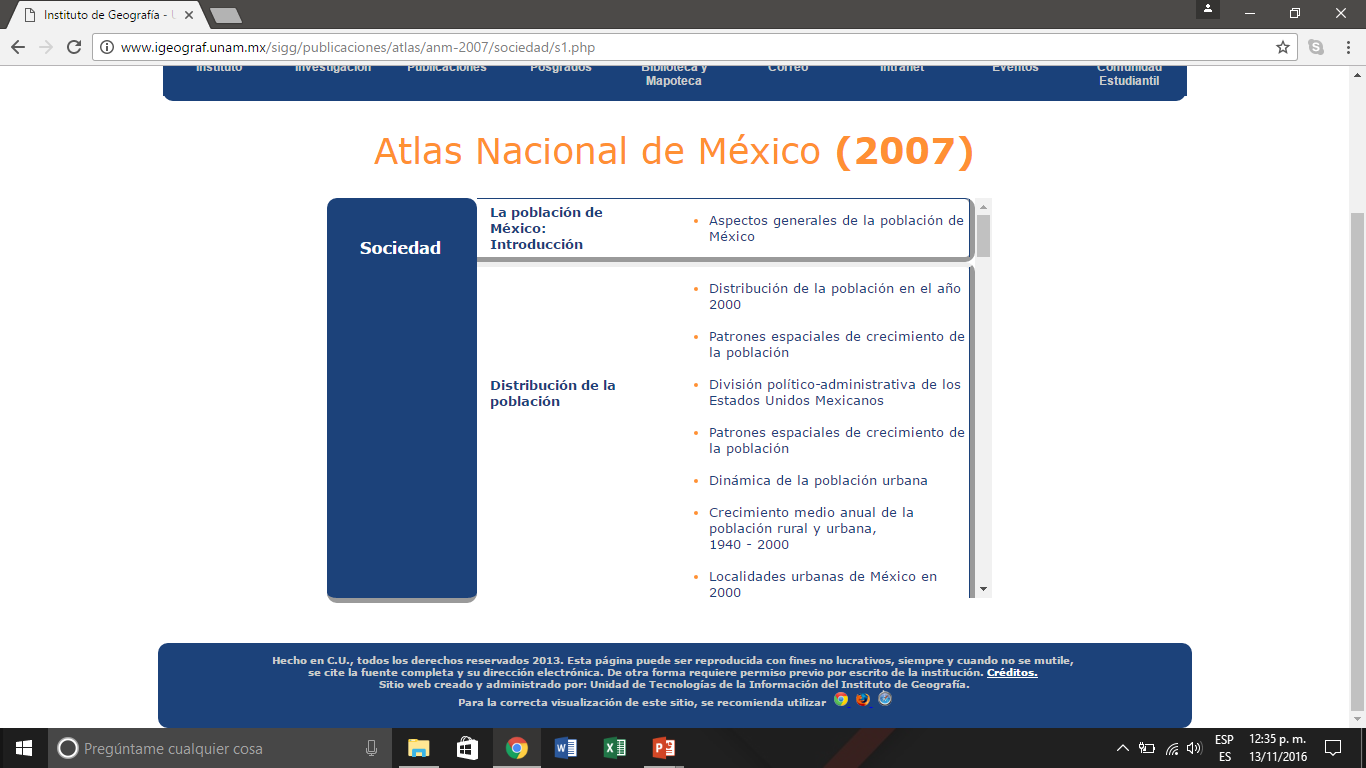 Instituto de Geografía - U
www.igeograf.unam.mx/sigg/publicaciones/atlas/anm-2007/sociedad/s1.php
Instituto
Investigación
Publicaciones
Posgrados
Biblioteca y
Mapoteca
Correo
Intranet
Eventos
Comunidad
Estudiantil
Atlas Nacional de México (2007)
Sociedad
La población de
México:
Introducción
Aspectos generales de la población de
México
Distribución de la
población
Distribución de la población en el año
2000
Patrones espaciales de crecimiento de
la población
División político-administrativa de los
Estados Unidos Mexicanos
Patrones espaciales de crecimiento de
la población
Dinámica de la población urbana
Crecimiento medio anual de la
población rural y urbana,
1940 - 2000
Localidades urbanas de México en
2000
Hecho en C.U., todos los derechos reservados 2013. Esta página puede ser reproducida con fines no lucrativos, siempre y cuando no se mutile,
se cite la fuente completa y su dirección electrónica. De otra forma requiere permiso previo por escrito de la institución. Créditos.
Sitio web creado y administrado por: Unidad de Tecnologías de la Información del Instituto de Geografía.
Para la correcta visualización de este sitio, se recomienda utilizar
Pregúntame cualquier cosa
ESP
ES
12:35 p. m.
13/11/2016